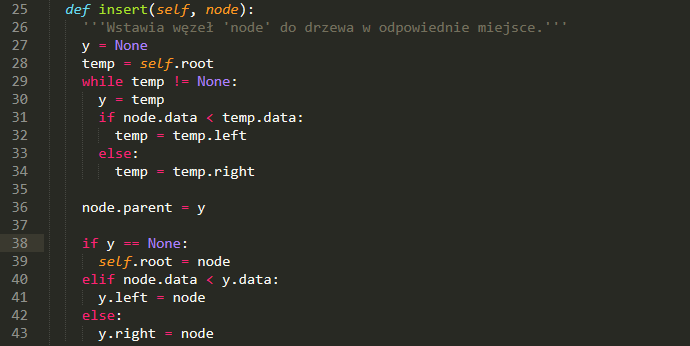 25 def insert(self, node):
26 '''Wstawia węzeł 'node' do drzewa w odpowiednie miejsce.'''
27 y = None
28 temp = self.root
29 while temp != None:
30 y = temp
31 if node.data < temp.data:
32 temp = temp.left
33 else:
34 temp = temp.right
35
36 node.parent = y
37
38 if y == None:
39 self.root = node
40 elif node.data < y.data:
41 y.left = node
42 else:
43 y.right = node